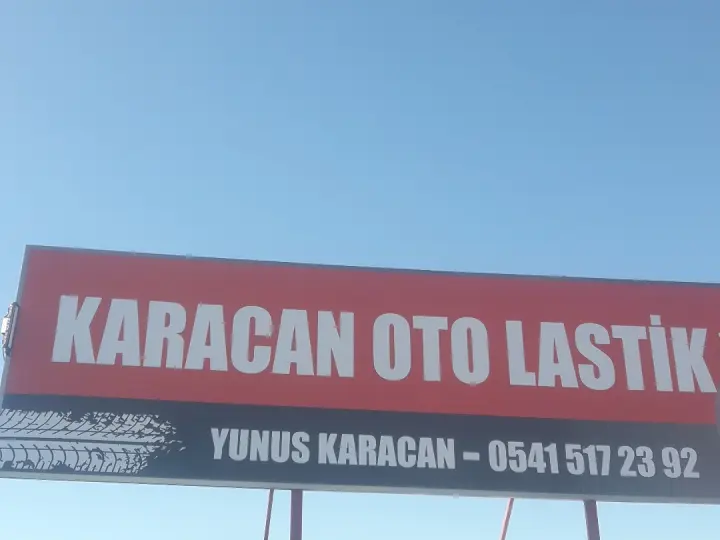 KARACAN OTO LASTİK
YUNUS KARACAN - 0541 517 23 92